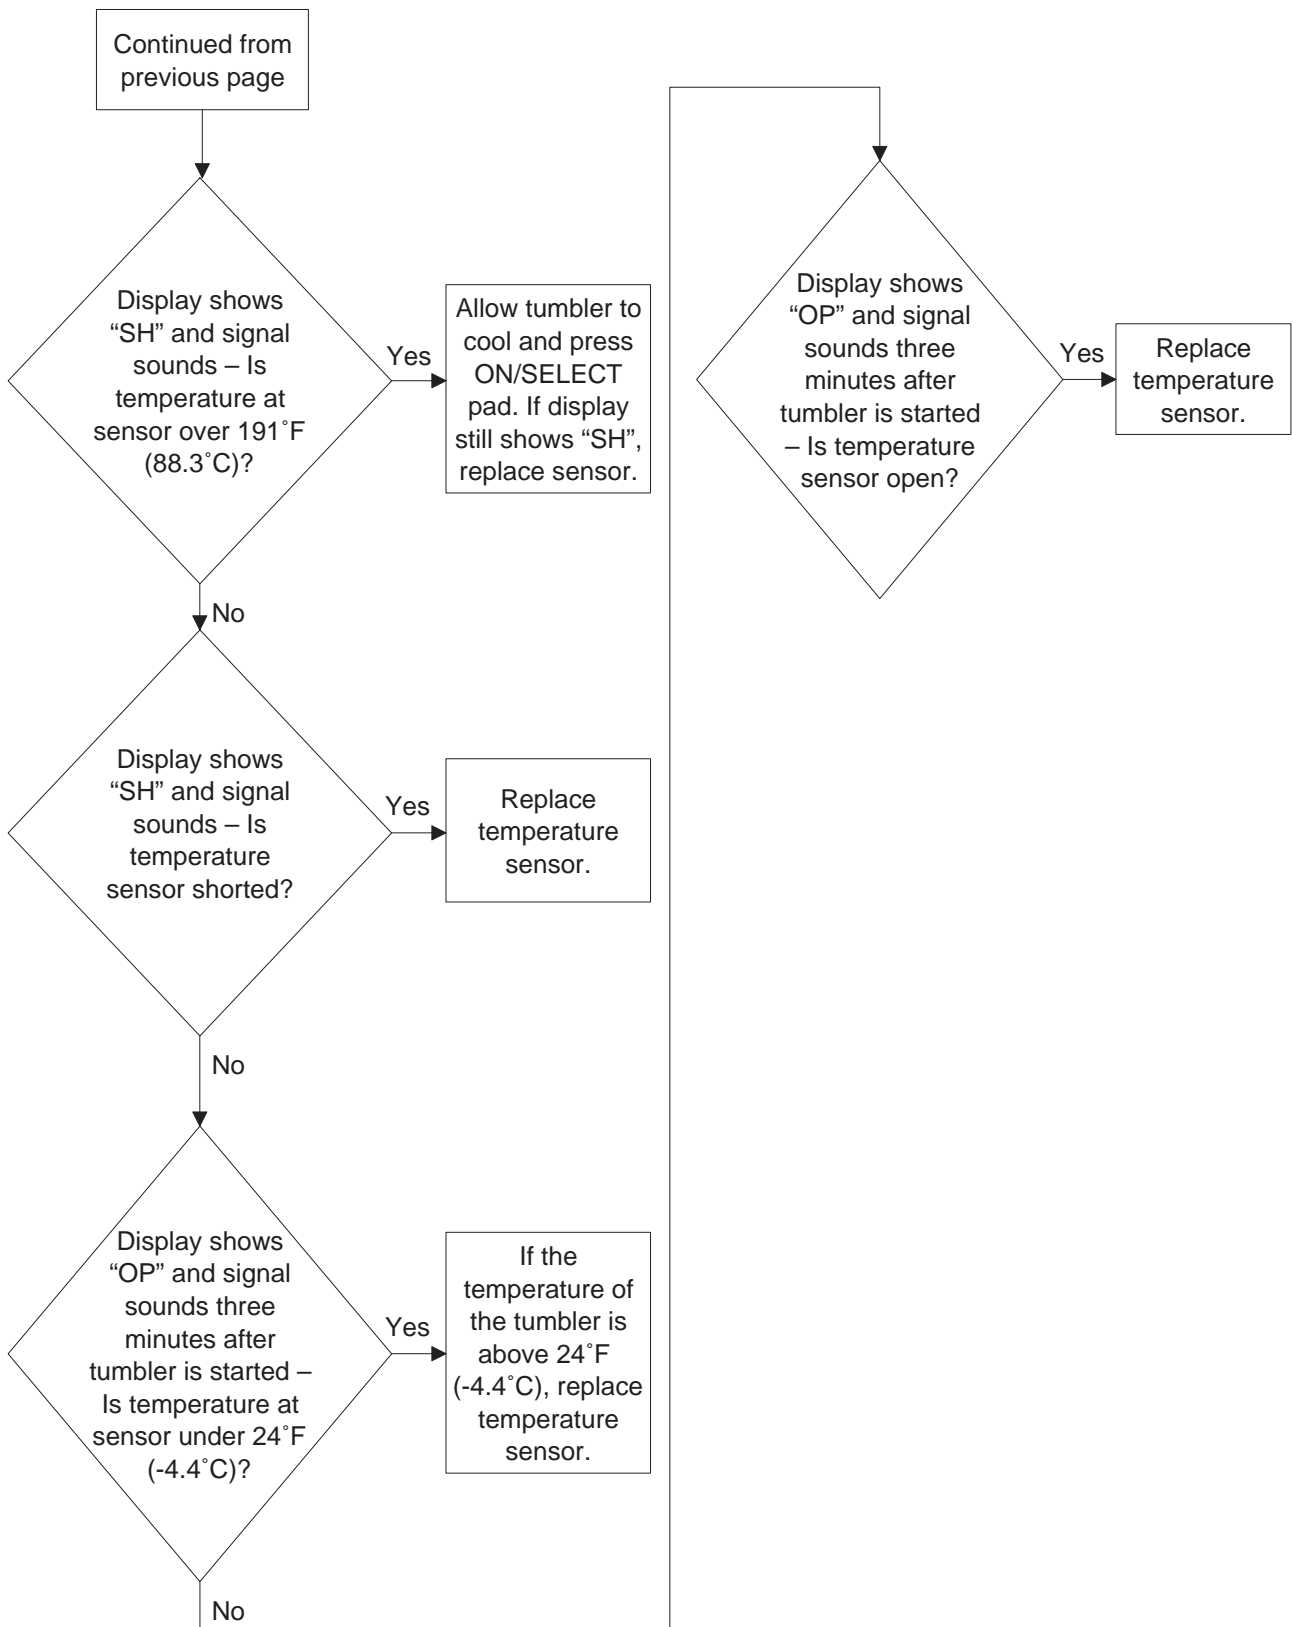 Continued from
previous page
Display shows
“SH” and signal
sounds – Is
temperature at
sensor over 191˚F
(88.3˚C)?
Yes
Allow tumbler to
cool and press
ON/SELECT
pad. If display
still shows “SH”,
replace sensor.
No
Display shows
“SH” and signal
sounds – Is
temperature
sensor shorted?
Yes
Replace
temperature
sensor.
No
Display shows
“OP” and signal
sounds three
minutes after
tumbler is started –
Is temperature at
sensor under 24˚F
(-4.4˚C)?
Yes
If the
temperature of
the tumbler is
above 24˚F
(-4.4˚C), replace
temperature
sensor.
No
Display shows
“OP” and signal
sounds three
minutes after
tumbler is started
– Is temperature
sensor open?
Yes
Replace
temperature
sensor.